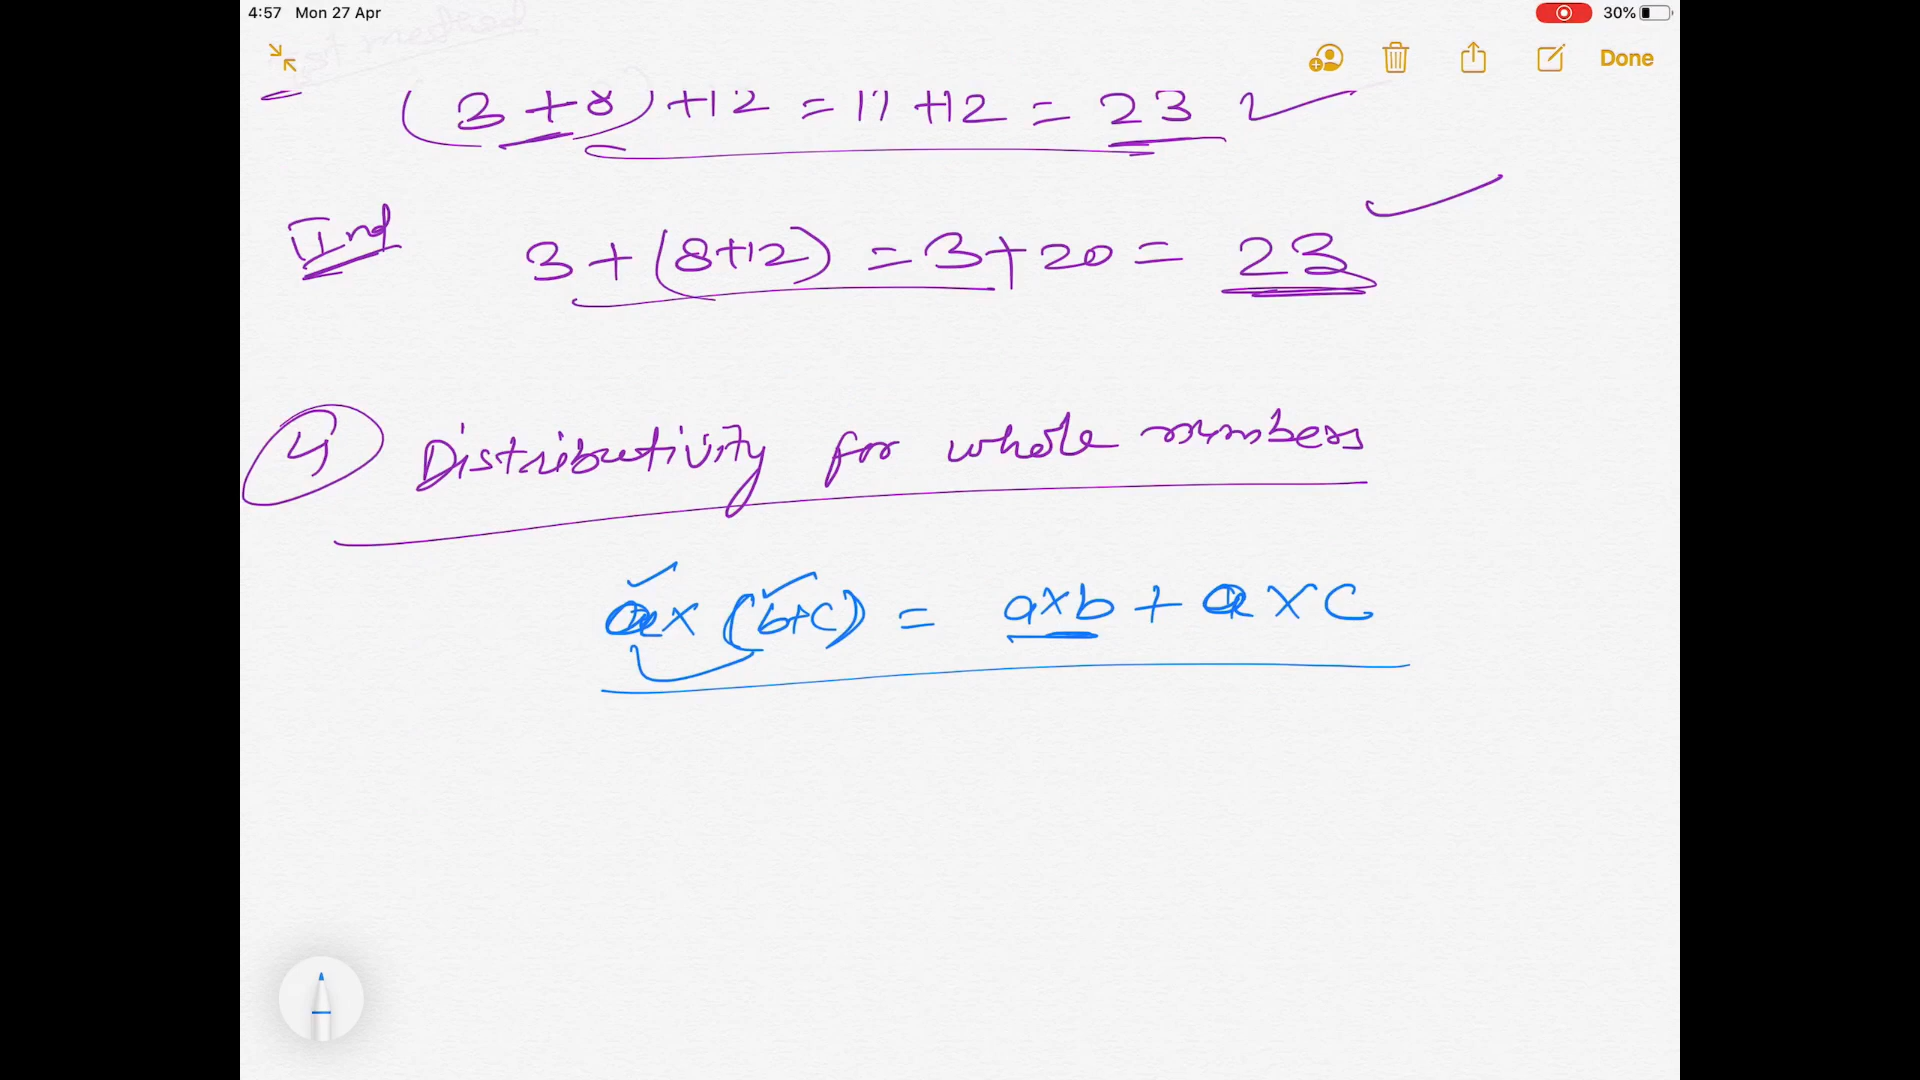 4:57 Mon 27 Apr 30%
method
Done
(3+8)+12 = 11+12 = 23
IInd 3+(8+12) = 3+20 = 23
4 Distributivity for whole numbers
a×(b+c) = a×b + a×c